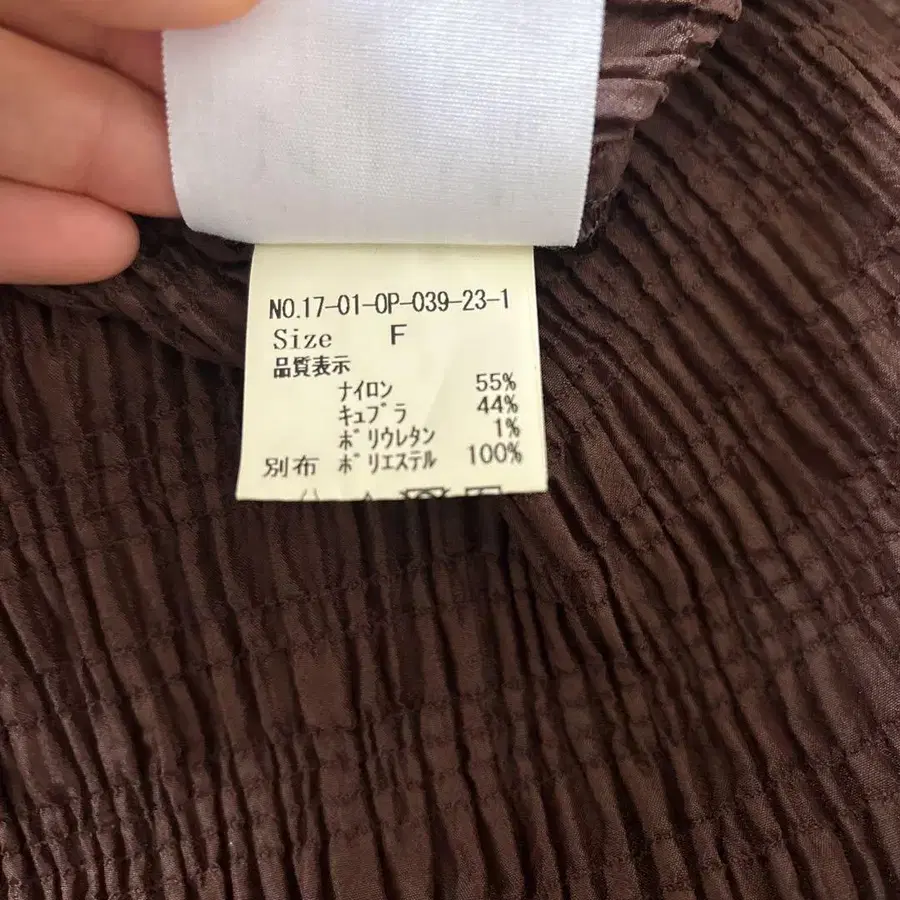 NO.17-01-OP-039-23-1
Size F
品質表示
ナイロン 55%
キュプラ 44%
ポリウレタン 1%
別布 ポリエステル 100%